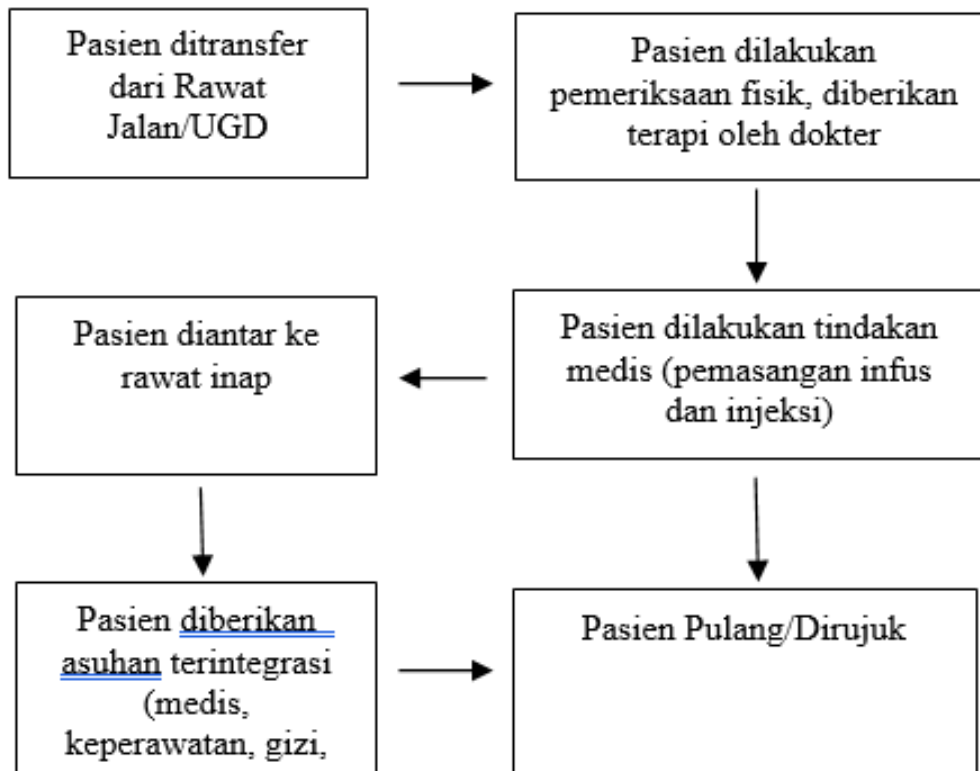 Pasien ditransfer
dari Rawat
Jalan/UGD
Pasien dilakukan
pemeriksaan fisik, diberikan
terapi oleh dokter
Pasien diantar ke
rawat inap
Pasien dilakukan tindakan
medis (pemasangan infus
dan injeksi)
Pasien diberikan
asuhan terintegrasi
(medis,
keperawatan, gizi,
Pasien Pulang/Dirujuk